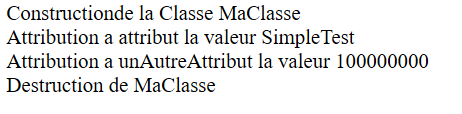 Constructionde la Classe MaClasse
Attribution a attribut la valeur SimpleTest
Attribution a unAutreAttribut la valeur 100000000
Destruction de MaClasse